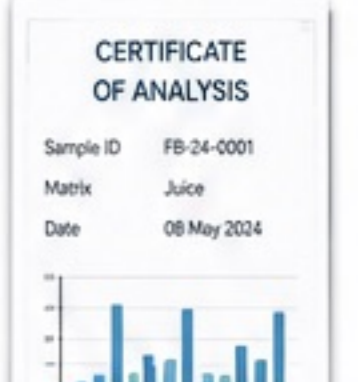 CERTIFICATE
OF ANALYSIS
Sample ID FB-24-0001
Matrix Juice
Date 08 May 2024